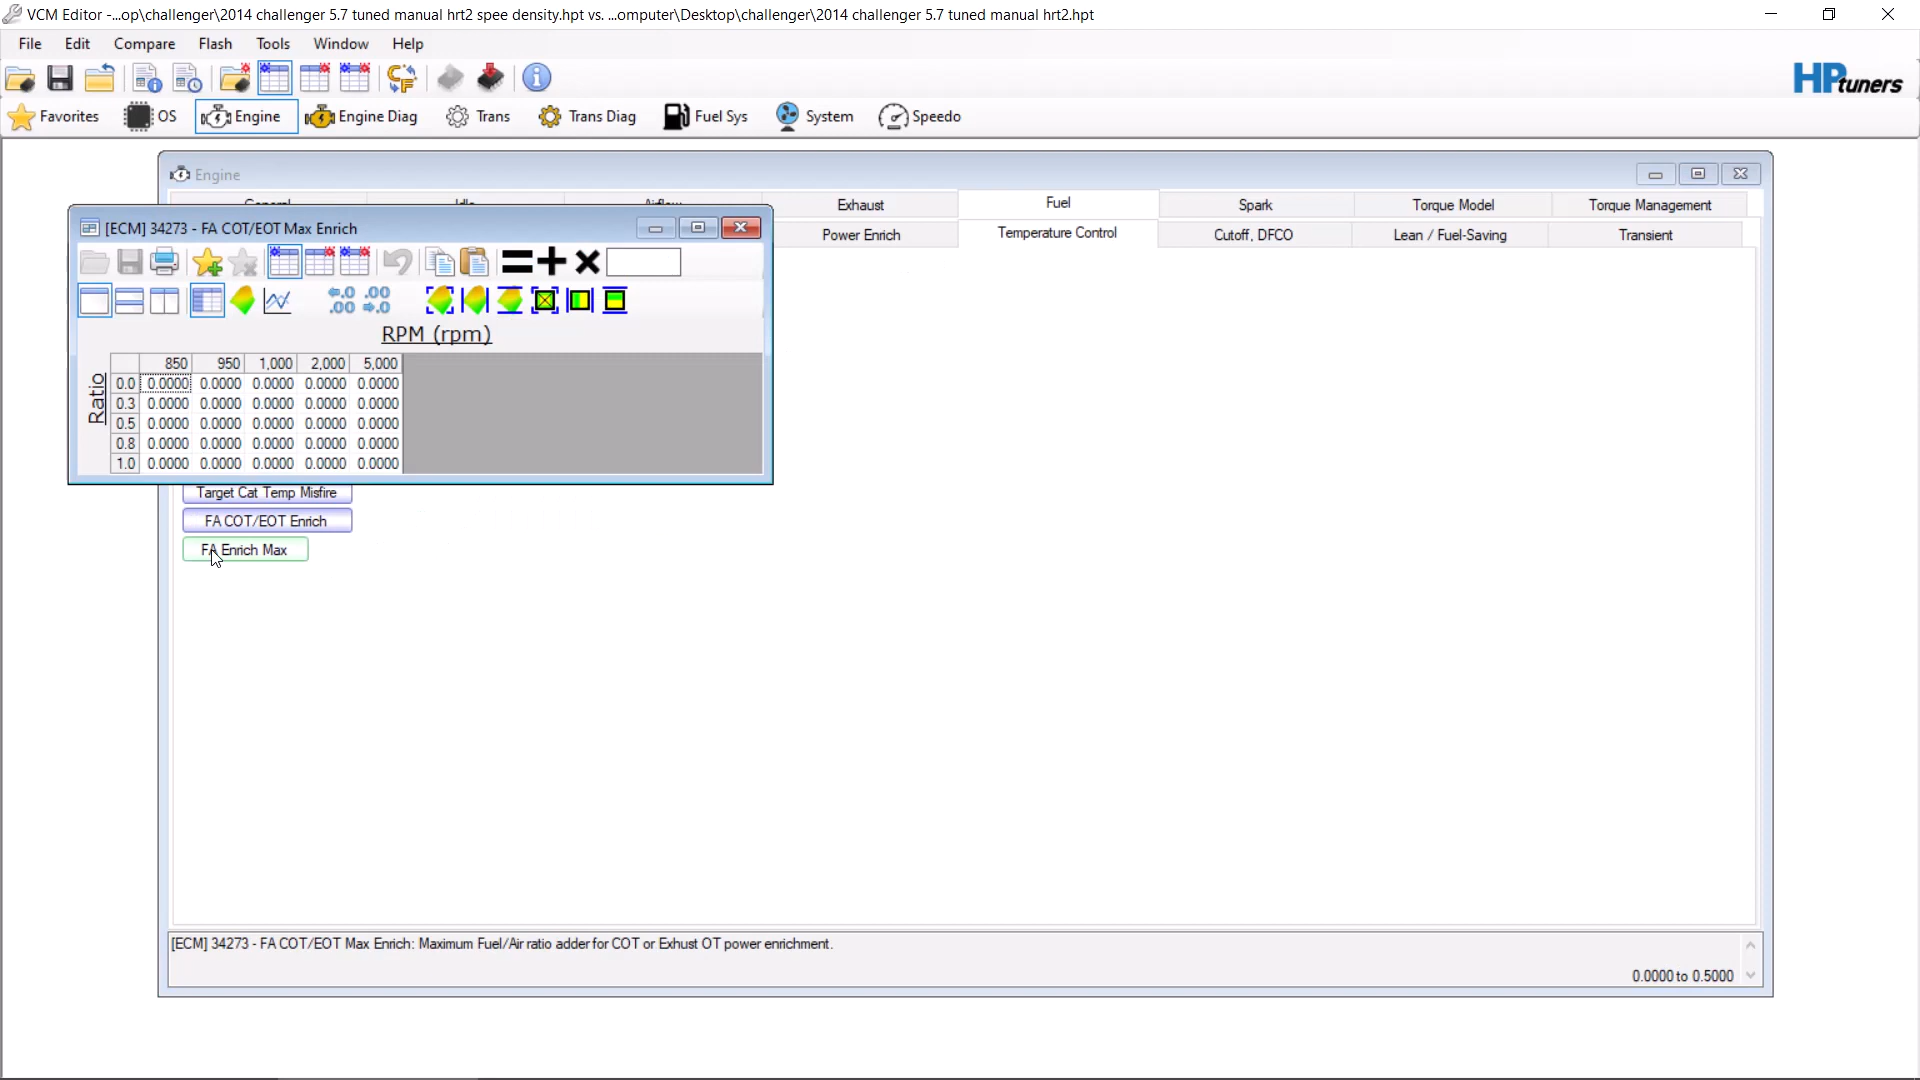 VCM Editor -...op\challenger\2014 challenger 5.7 tuned manual hrt2 spee density.hpt vs. ...omputer\Desktop\challenger\2014 challenger 5.7 tuned manual hrt2.hpt
File Edit Compare Flash Tools Window Help
HPtuners
Favorites OS Engine Engine Diag Trans Trans Diag Fuel Sys System Speedo
Engine
General Idle Airflow Exhaust Fuel Spark Torque Model Torque Management
Power Enrich Temperature Control Cutoff, DFCO Lean / Fuel-Saving Transient
[ECM] 34273 - FA COT/EOT Max Enrich
RPM (rpm)
Ratio
850 950 1,000 2,000 5,000
0.0 0.0000 0.0000 0.0000 0.0000 0.0000
0.3 0.0000 0.0000 0.0000 0.0000 0.0000
0.5 0.0000 0.0000 0.0000 0.0000 0.0000
0.8 0.0000 0.0000 0.0000 0.0000 0.0000
1.0 0.0000 0.0000 0.0000 0.0000 0.0000
Target Cat Temp Misfire
FA COT/EOT Enrich
FA Enrich Max
[ECM] 34273 - FA COT/EOT Max Enrich: Maximum Fuel/Air ratio adder for COT or Exhust OT power enrichment.
0.0000 to 0.5000